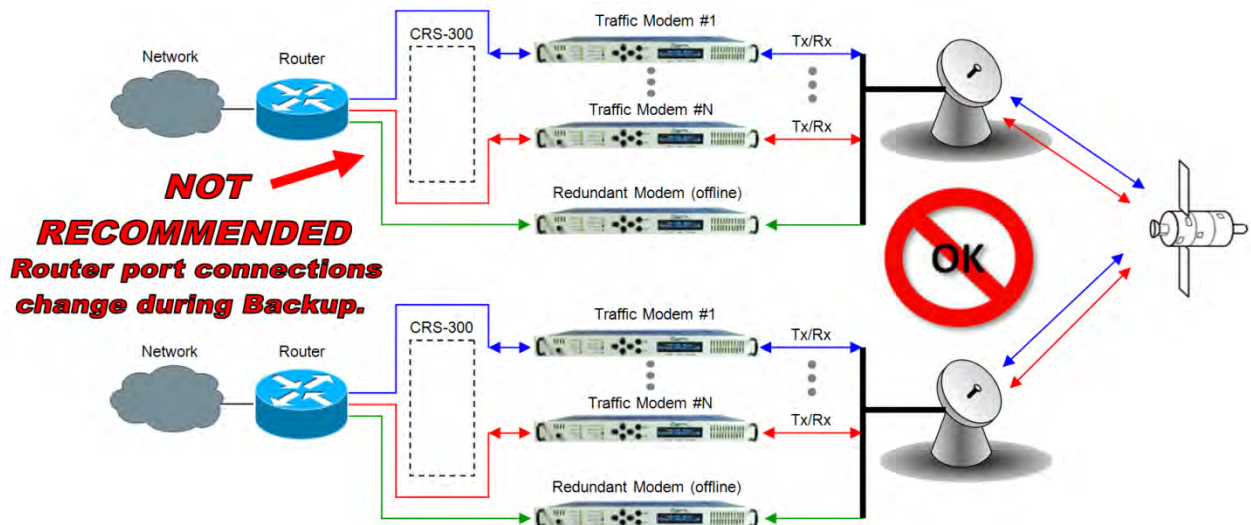 Traffic Modem #1
CRS-300
Tx/Rx
Network
Router
Traffic Modem #N
Tx/Rx
NOT
RECOMMENDED
Router port connections
change during Backup.
Redundant Modem (offline)
OK
Traffic Modem #1
CRS-300
Tx/Rx
Network
Router
Traffic Modem #N
Tx/Rx
Redundant Modem (offline)